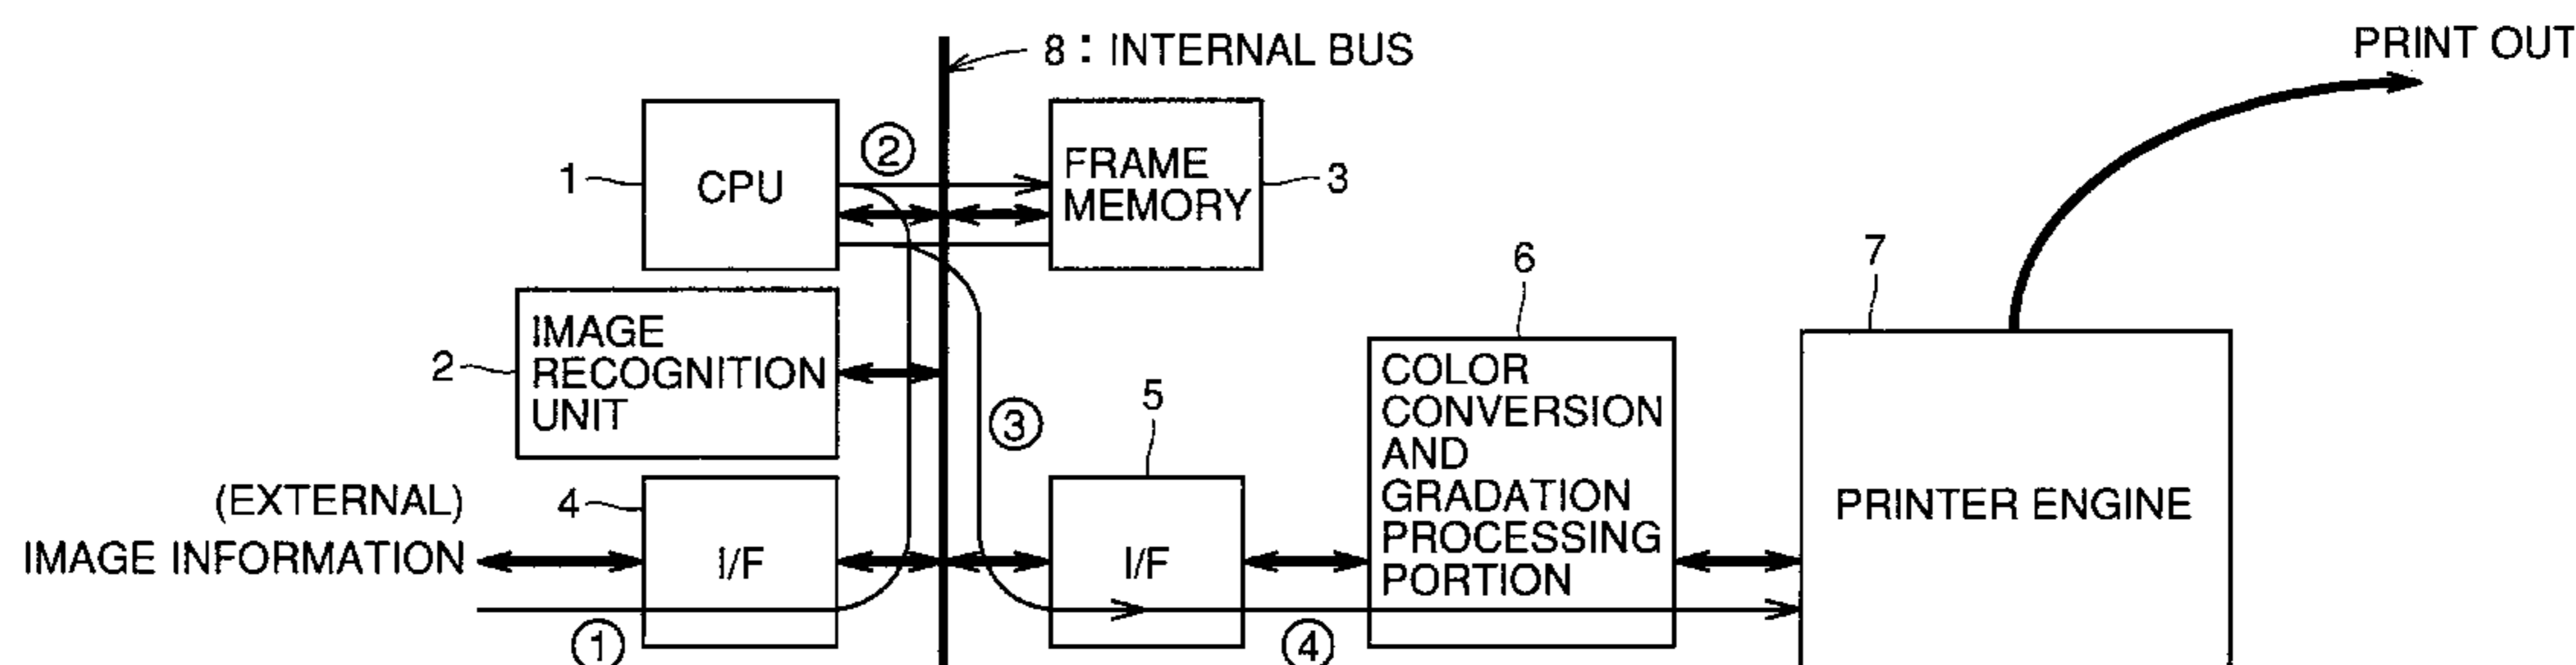 8 : INTERNAL BUS
PRINT OUT
1
CPU
②
FRAME
MEMORY
3
2
IMAGE
RECOGNITION
UNIT
③
(EXTERNAL)
IMAGE INFORMATION
4
I/F
①
5
I/F
④
6
COLOR
CONVERSION
AND
GRADATION
PROCESSING
PORTION
7
PRINTER ENGINE